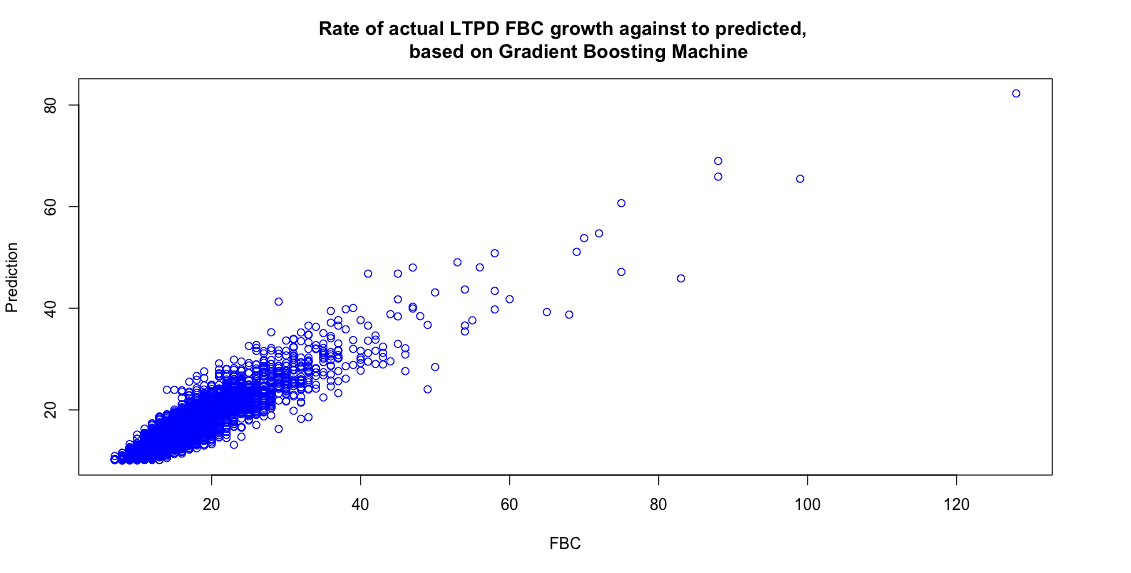 Rate of actual LTPD FBC growth against to predicted,
based on Gradient Boosting Machine
80
60
40
20
Prediction
20 40 60 80 100 120
FBC